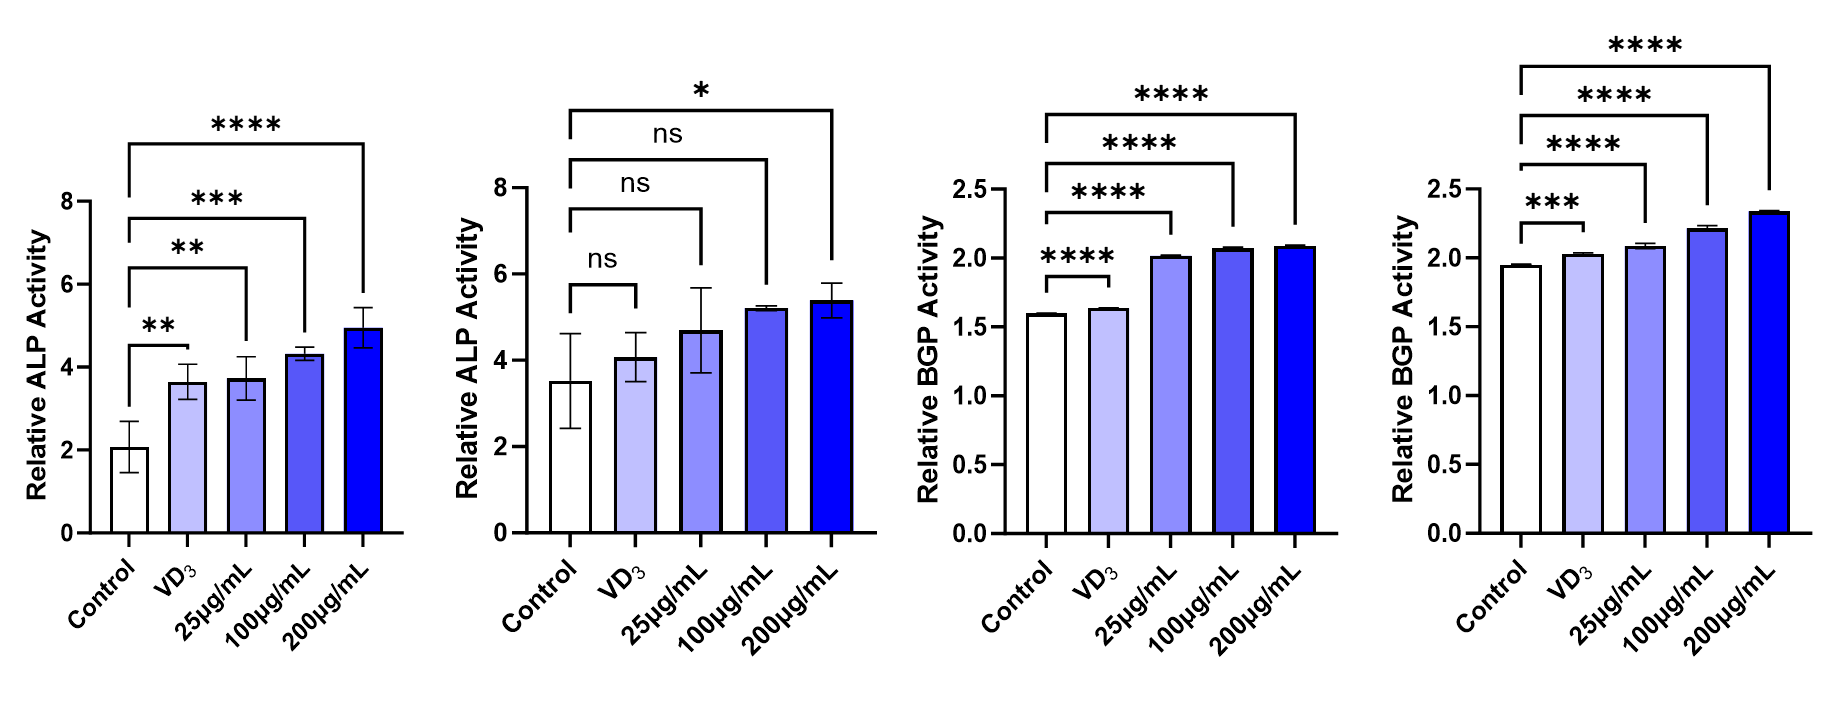 ****
***
**
**
8
6
4
2
0
Relative ALP Activity
Control
VD₃
25μg/mL
100μg/mL
200μg/mL
*
ns
ns
ns
8
6
4
2
0
Relative ALP Activity
Control
VD₃
25μg/mL
100μg/mL
200μg/mL
****
****
****
****
2.5
2.0
1.5
1.0
0.5
0.0
Relative BGP Activity
Control
VD₃
25μg/mL
100μg/mL
200μg/mL
****
****
****
***
2.5
2.0
1.5
1.0
0.5
0.0
Relative BGP Activity
Control
VD₃
25μg/mL
100μg/mL
200μg/mL